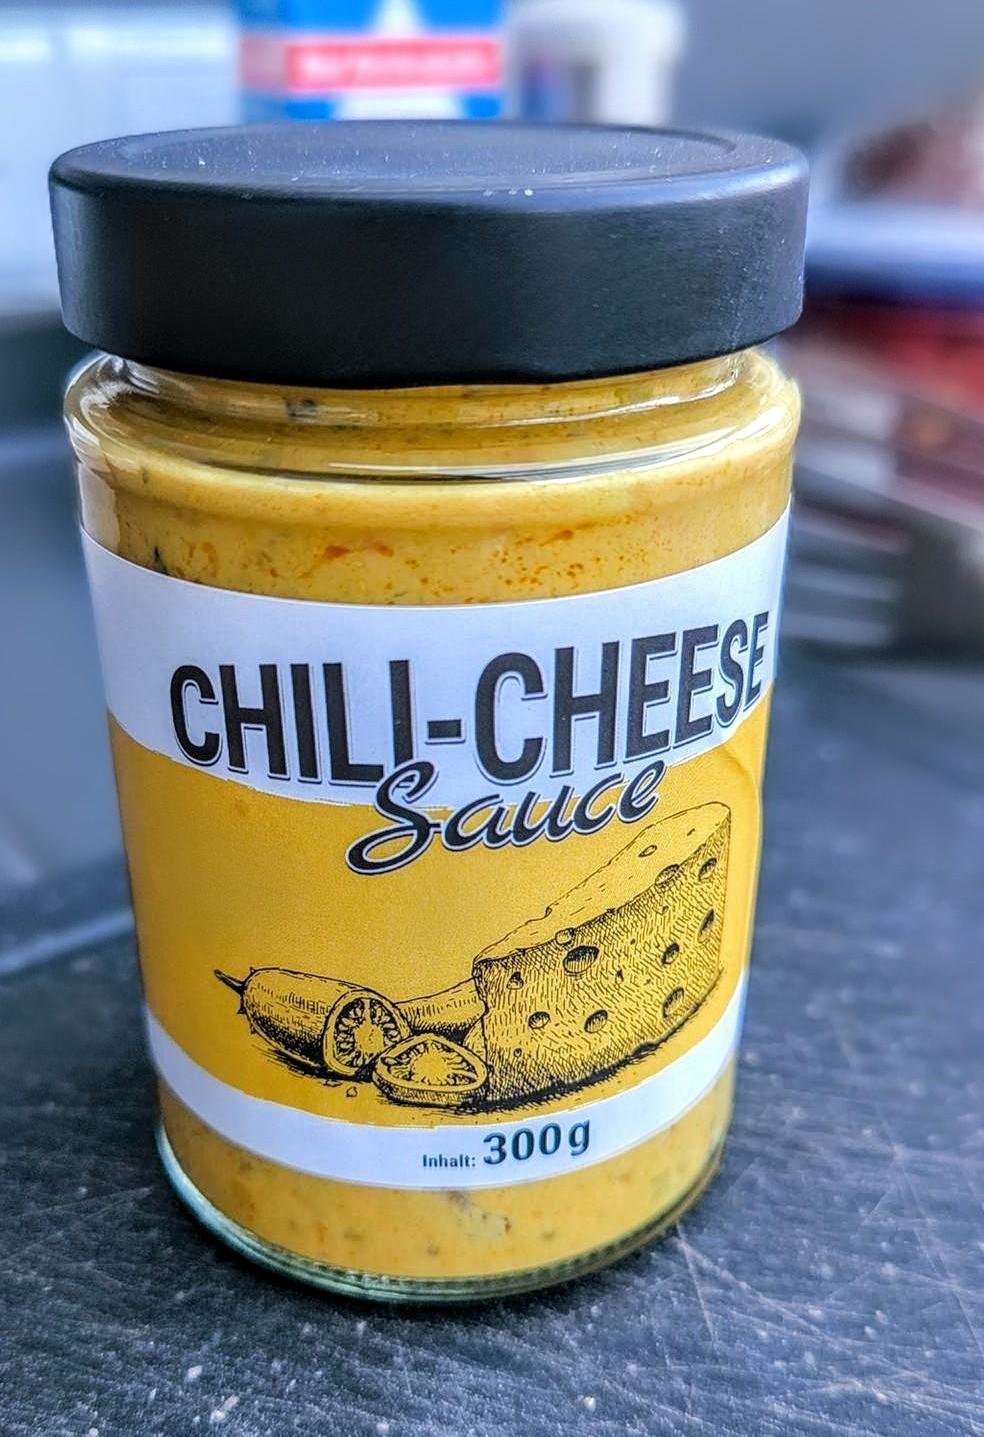 CHILI-CHEESE
Sauce
Inhalt: 300g